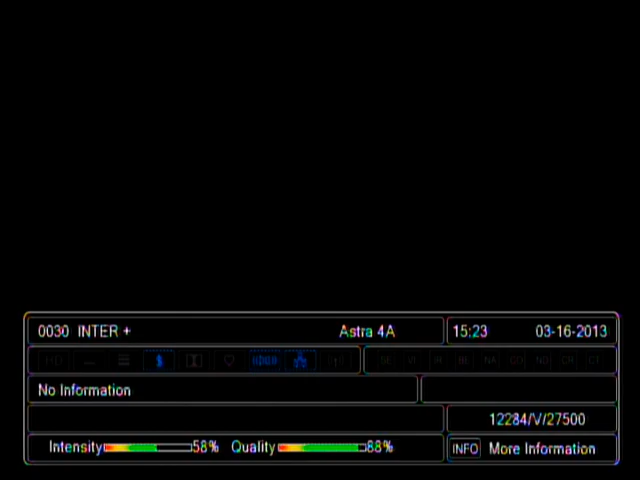 0030 INTER + Astra 4A 15:23 03-16-2013
$
No Information
12284/V/27500
Intensity 58% Quality 88% INFO More Information